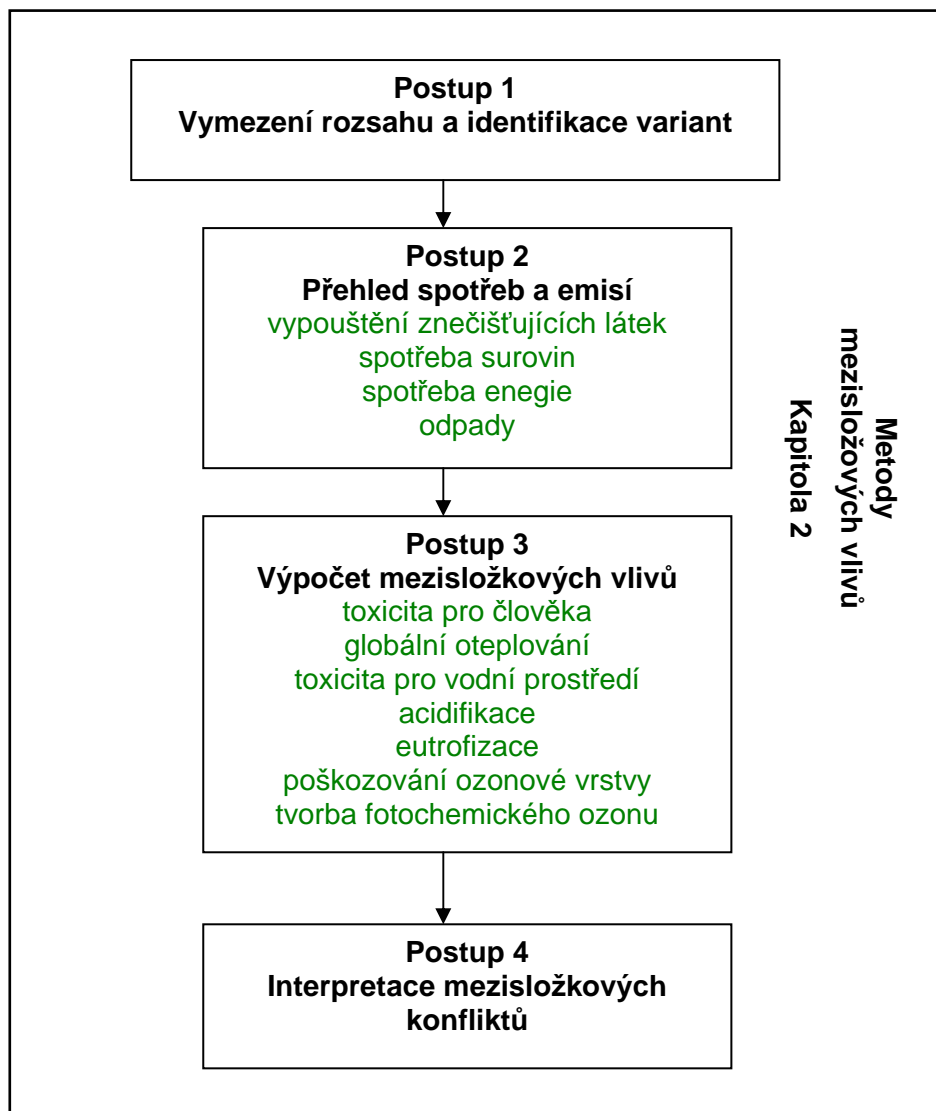 Postup 1
Vymezení rozsahu a identifikace variant
Postup 2
Přehled spotřeb a emisí
vypouštění znečišťujících látek
spotřeba surovin
spotřeba enegie
odpady
Postup 3
Výpočet mezisložkových vlivů
toxicita pro člověka
globální oteplování
toxicita pro vodní prostředí
acidifikace
eutrofizace
poškozování ozonové vrstvy
tvorba fotochemického ozonu
Postup 4
Interpretace mezisložkových
konfliktů
Metody
mezisložových vlivů
Kapitola 2